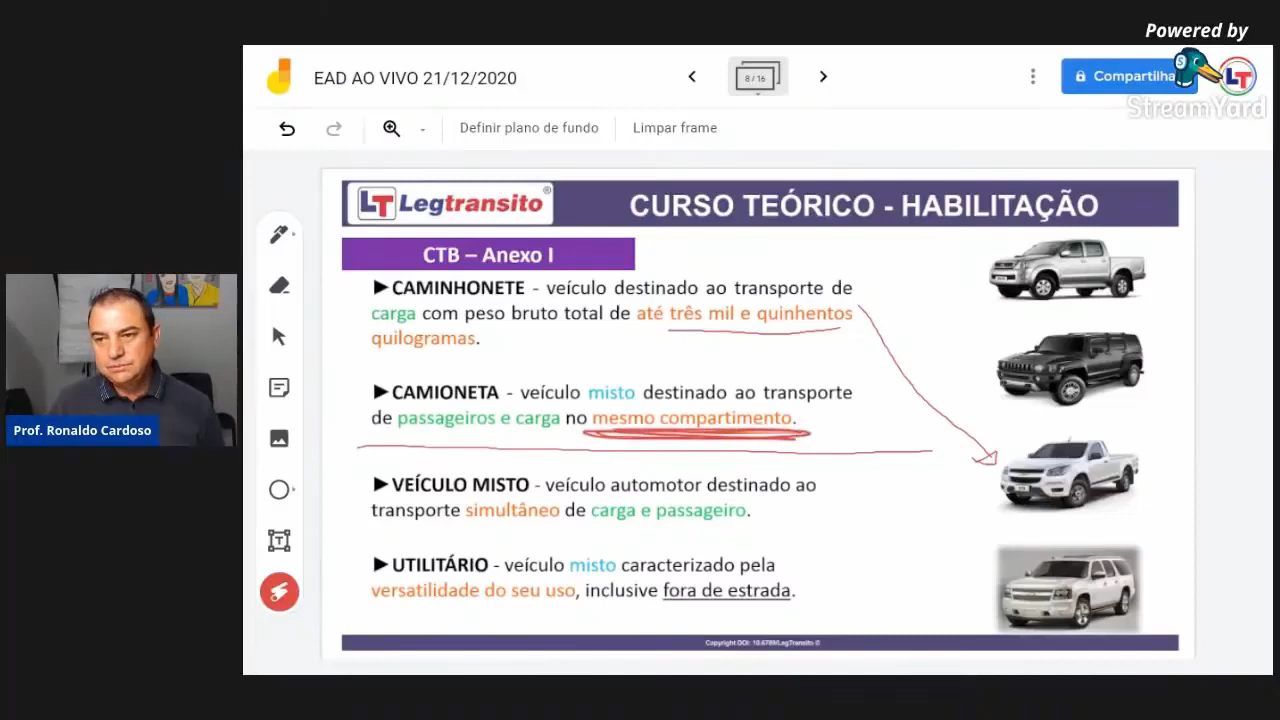 Powered by
StreamYard
EAD AO VIVO 21/12/2020
8 / 16
Compartilha
LT
Definir plano de fundo
Limpar frame
LT Legtransito®
CURSO TEÓRICO - HABILITAÇÃO
CTB – Anexo I
►CAMINHONETE - veículo destinado ao transporte de
carga com peso bruto total de até três mil e quinhentos
quilogramas.
►CAMIONETA - veículo misto destinado ao transporte
de passageiros e carga no mesmo compartimento.
►VEÍCULO MISTO - veículo automotor destinado ao
transporte simultâneo de carga e passageiro.
►UTILITÁRIO - veículo misto caracterizado pela
versatilidade do seu uso, inclusive fora de estrada.
Prof. Ronaldo Cardoso